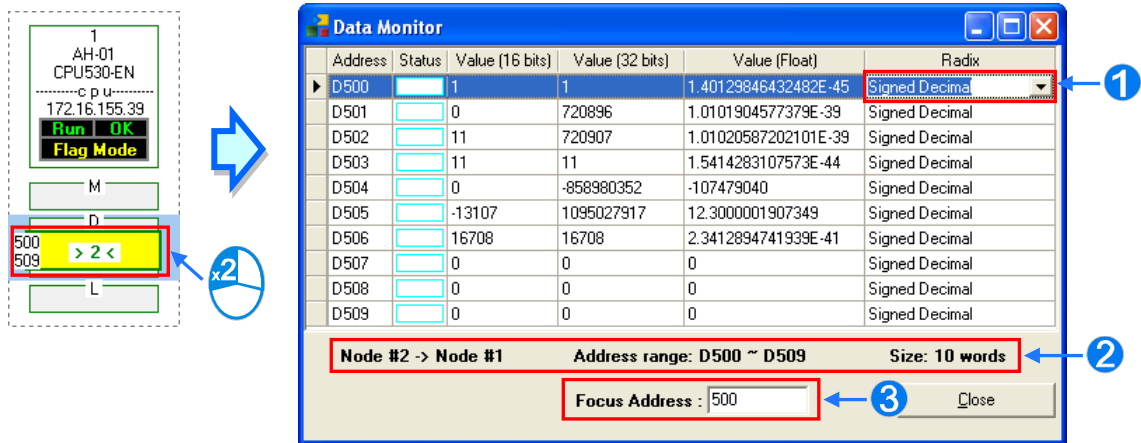 1
AH-01
CPU530-EN
---------c p u---------
172.16.155.39
Run OK
Flag Mode
M
D
500
509
> 2 <
L
x2
Data Monitor
Address Status Value (16 bits) Value (32 bits) Value (Float) Radix
D500 1 1 1.40129846432482E-45 Signed Decimal
D501 0 720896 1.0101904577379E-39 Signed Decimal
D502 11 720907 1.01020587202101E-39 Signed Decimal
D503 11 11 1.5414283107573E-44 Signed Decimal
D504 0 -858980352 -107479040 Signed Decimal
D505 -13107 1095027917 12.3000001907349 Signed Decimal
D506 16708 16708 2.3412894741939E-41 Signed Decimal
D507 0 0 0 Signed Decimal
D508 0 0 0 Signed Decimal
D509 0 0 0 Signed Decimal
1
Node #2 -> Node #1 Address range: D500 ~ D509 Size: 10 words
2
Focus Address : 500
3
Close